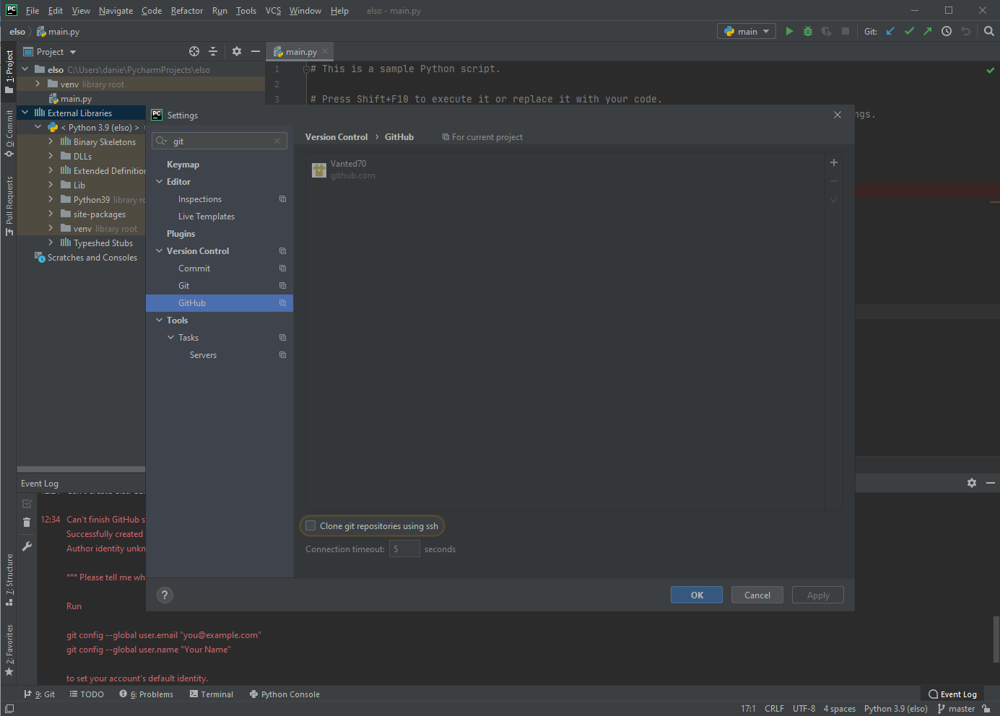 PC File Edit View Navigate Code Refactor Run Tools VCS Window Help elso - main.py
elso main.py main Git:
1: Project
0: Commit
Pull Requests
7: Structure
2: Favorites
Project
elso C:\Users\danie\PycharmProjects\elso
venv library root
main.py
External Libraries
< Python 3.9 (elso) >
Binary Skeletons
DLLs
Extended Definition
Lib
Python39 library ro
site-packages
venv library root
Typeshed Stubs
Scratches and Consoles
main.py
1 # This is a sample Python script.
2
3 # Press Shift+F10 to execute it or replace it with your code.
ngs.
PC Settings
git
Keymap
Editor
Inspections
Live Templates
Plugins
Version Control
Commit
Git
GitHub
Tools
Tasks
Servers
Version Control › GitHub For current project
Vanted70
github.com
Clone git repositories using ssh
Connection timeout: 5 seconds
? OK Cancel Apply
Event Log
12:34 Can't finish GitHub s
Successfully created
Author identity unkn
*** Please tell me wh
Run
git config --global user.email "you@example.com"
git config --global user.name "Your Name"
to set your account's default identity.
9: Git TODO 6: Problems Terminal Python Console Event Log
17:1 CRLF UTF-8 4 spaces Python 3.9 (elso) master